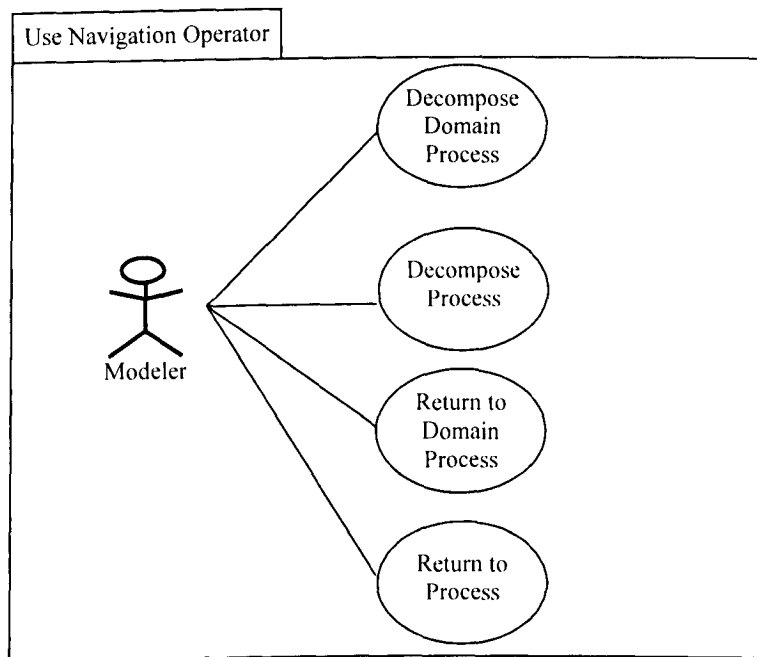 Use Navigation Operator
Decompose
Domain
Process
Decompose
Process
Modeler
Return to
Domain
Process
Return to
Process